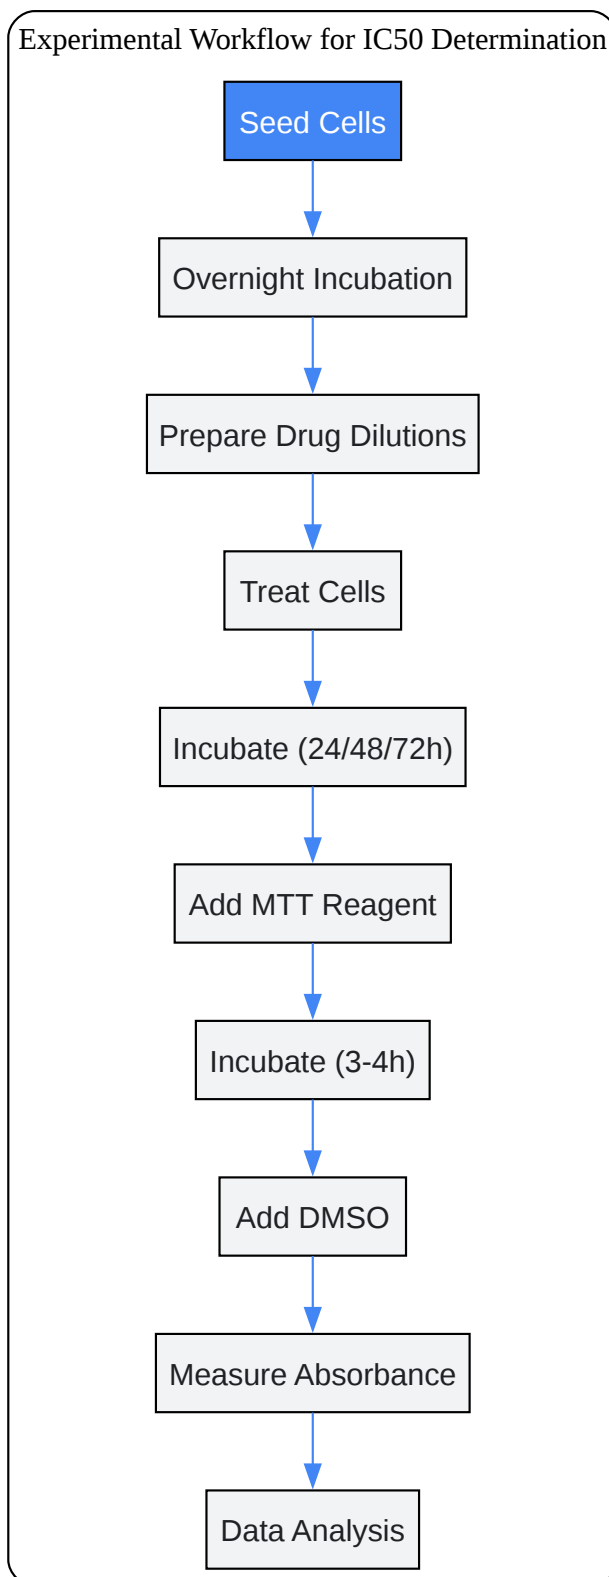 Experimental Workflow for IC50 Determination
Seed Cells
Overnight Incubation
Prepare Drug Dilutions
Treat Cells
Incubate (24/48/72h)
Add MTT Reagent
Incubate (3-4h)
Add DMSO
Measure Absorbance
Data Analysis